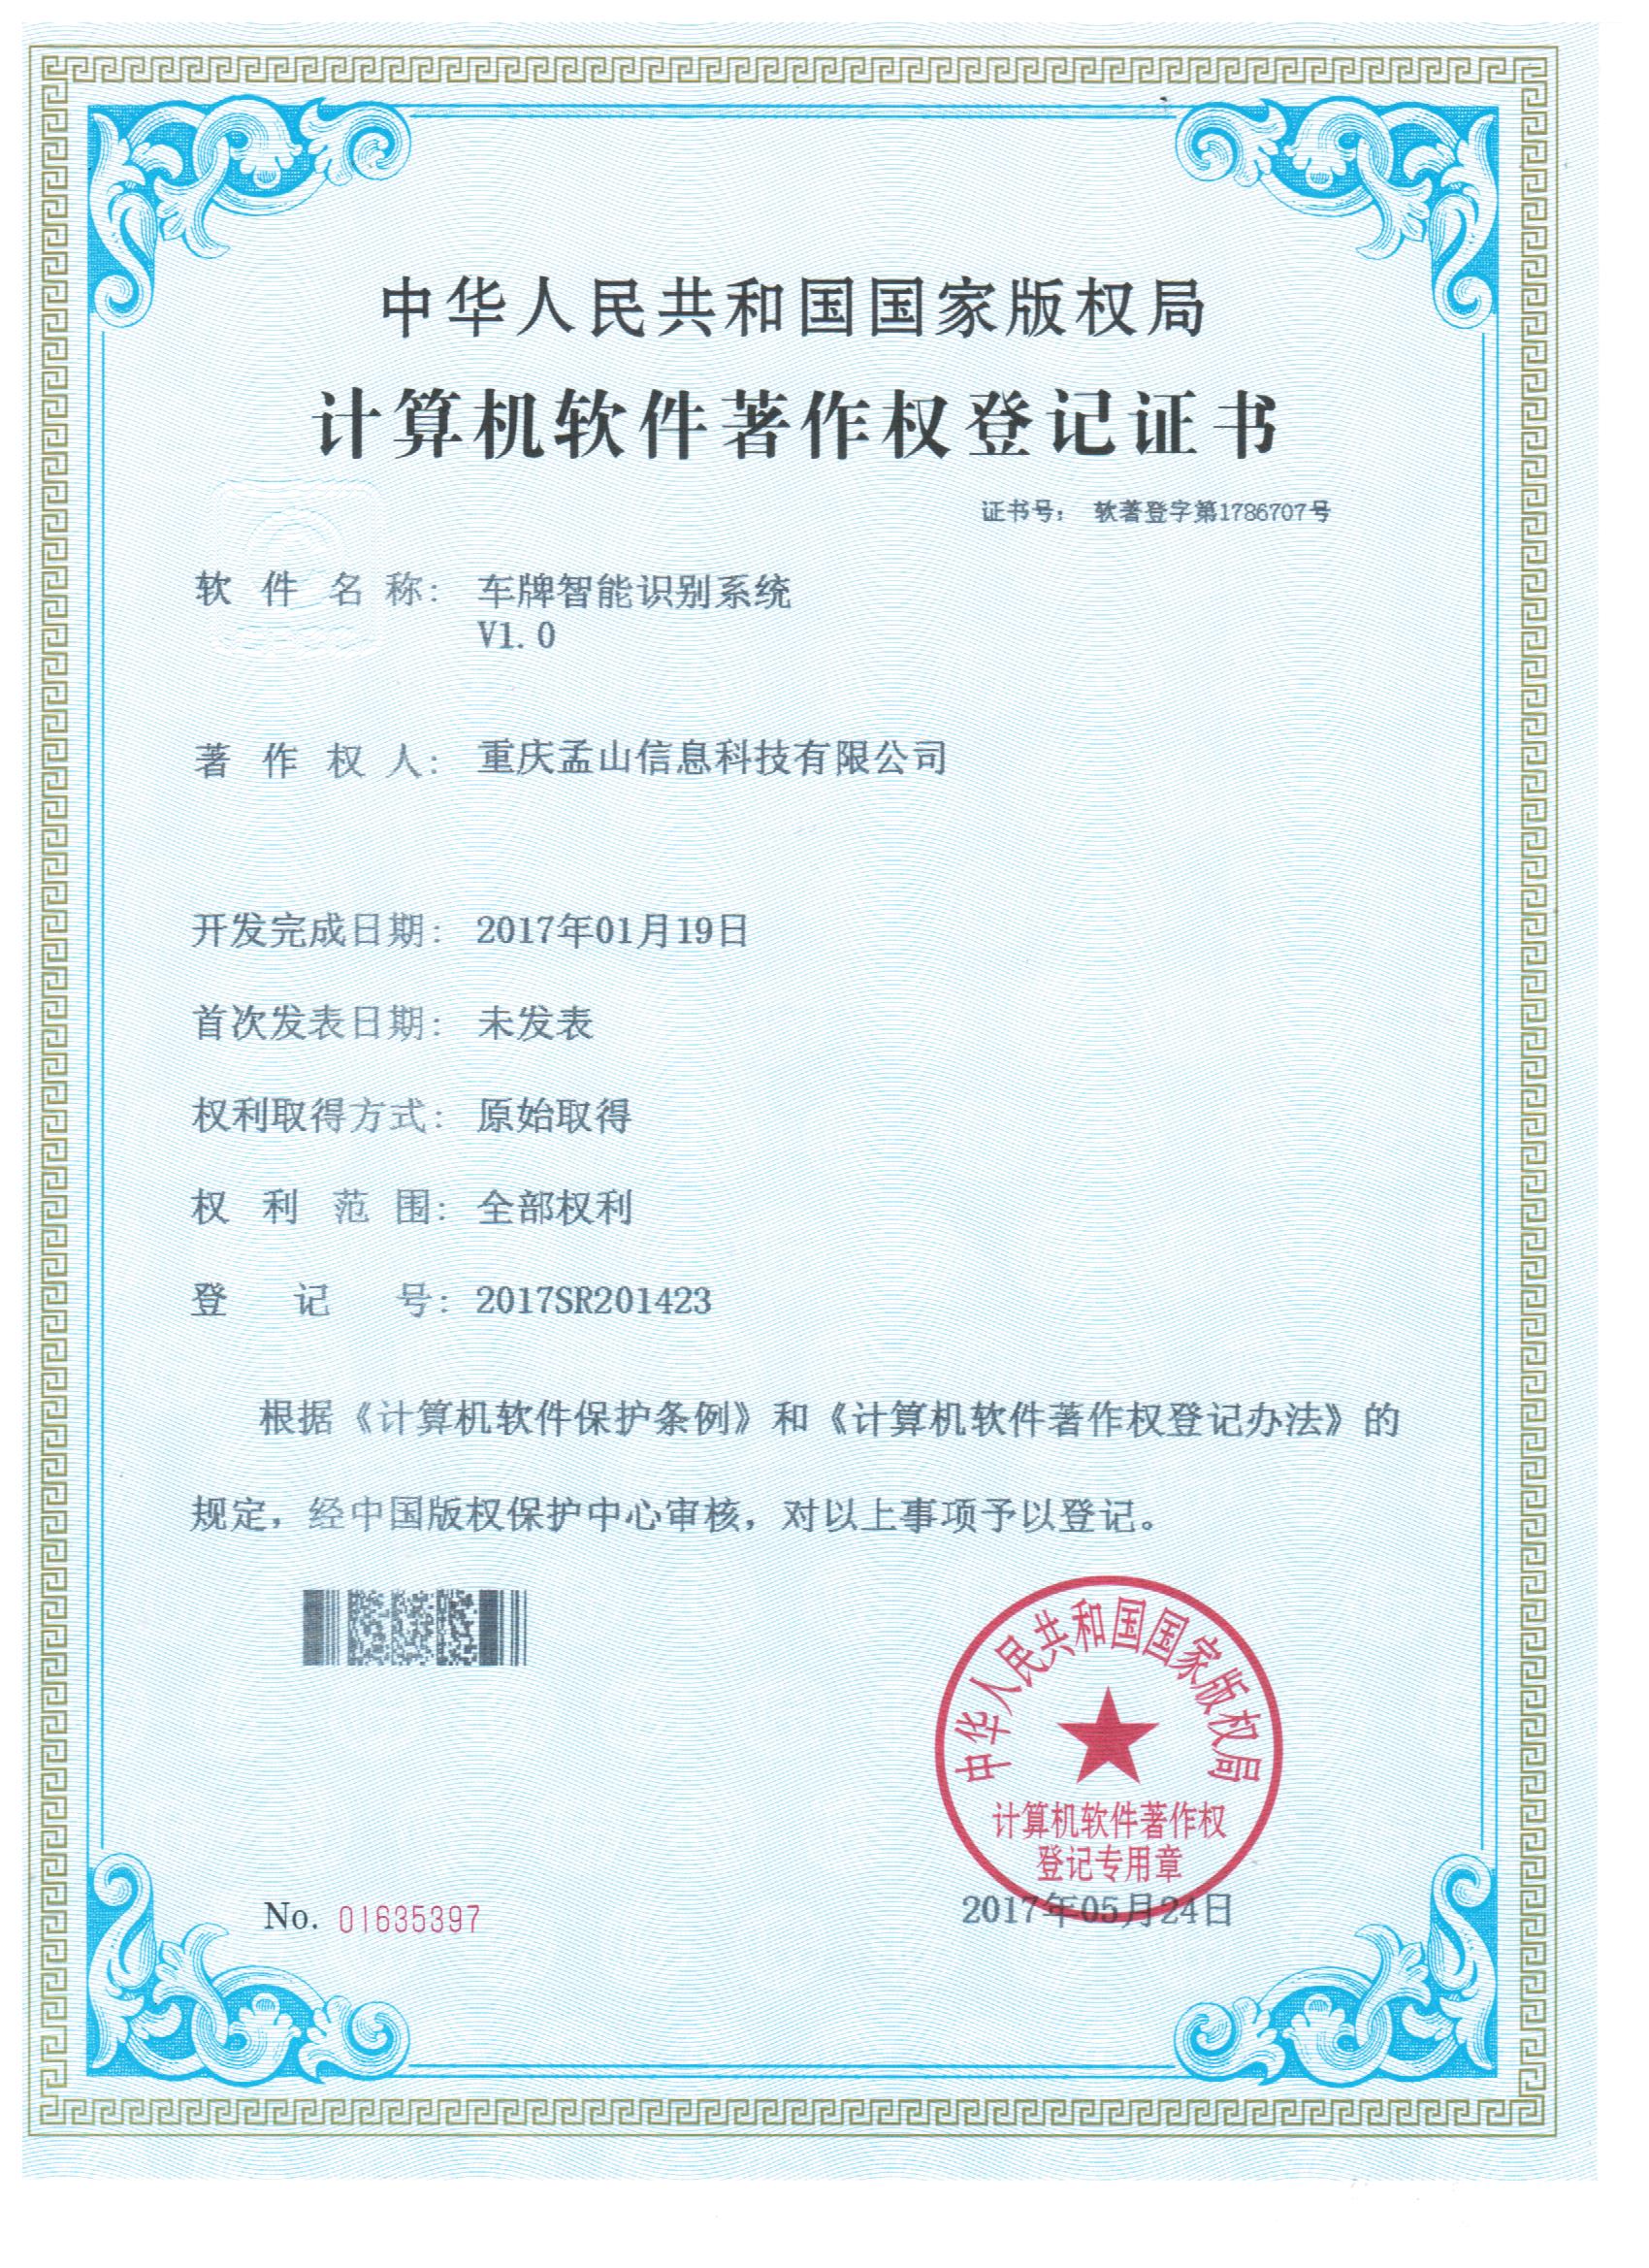 中华人民共和国国家版权局
计算机软件著作权登记证书
证书号： 软著登字第1786707号
软件名称： 车牌智能识别系统
V1.0
著作权人： 重庆孟山信息科技有限公司
开发完成日期： 2017年01月19日
首次发表日期： 未发表
权利取得方式： 原始取得
权利范围： 全部权利
登记号： 2017SR201423
根据《计算机软件保护条例》和《计算机软件著作权登记办法》的
规定，经中国版权保护中心审核，对以上事项予以登记。
中华人民共和国国家版权局
计算机软件著作权
登记专用章
No. 01635397
2017年05月24日